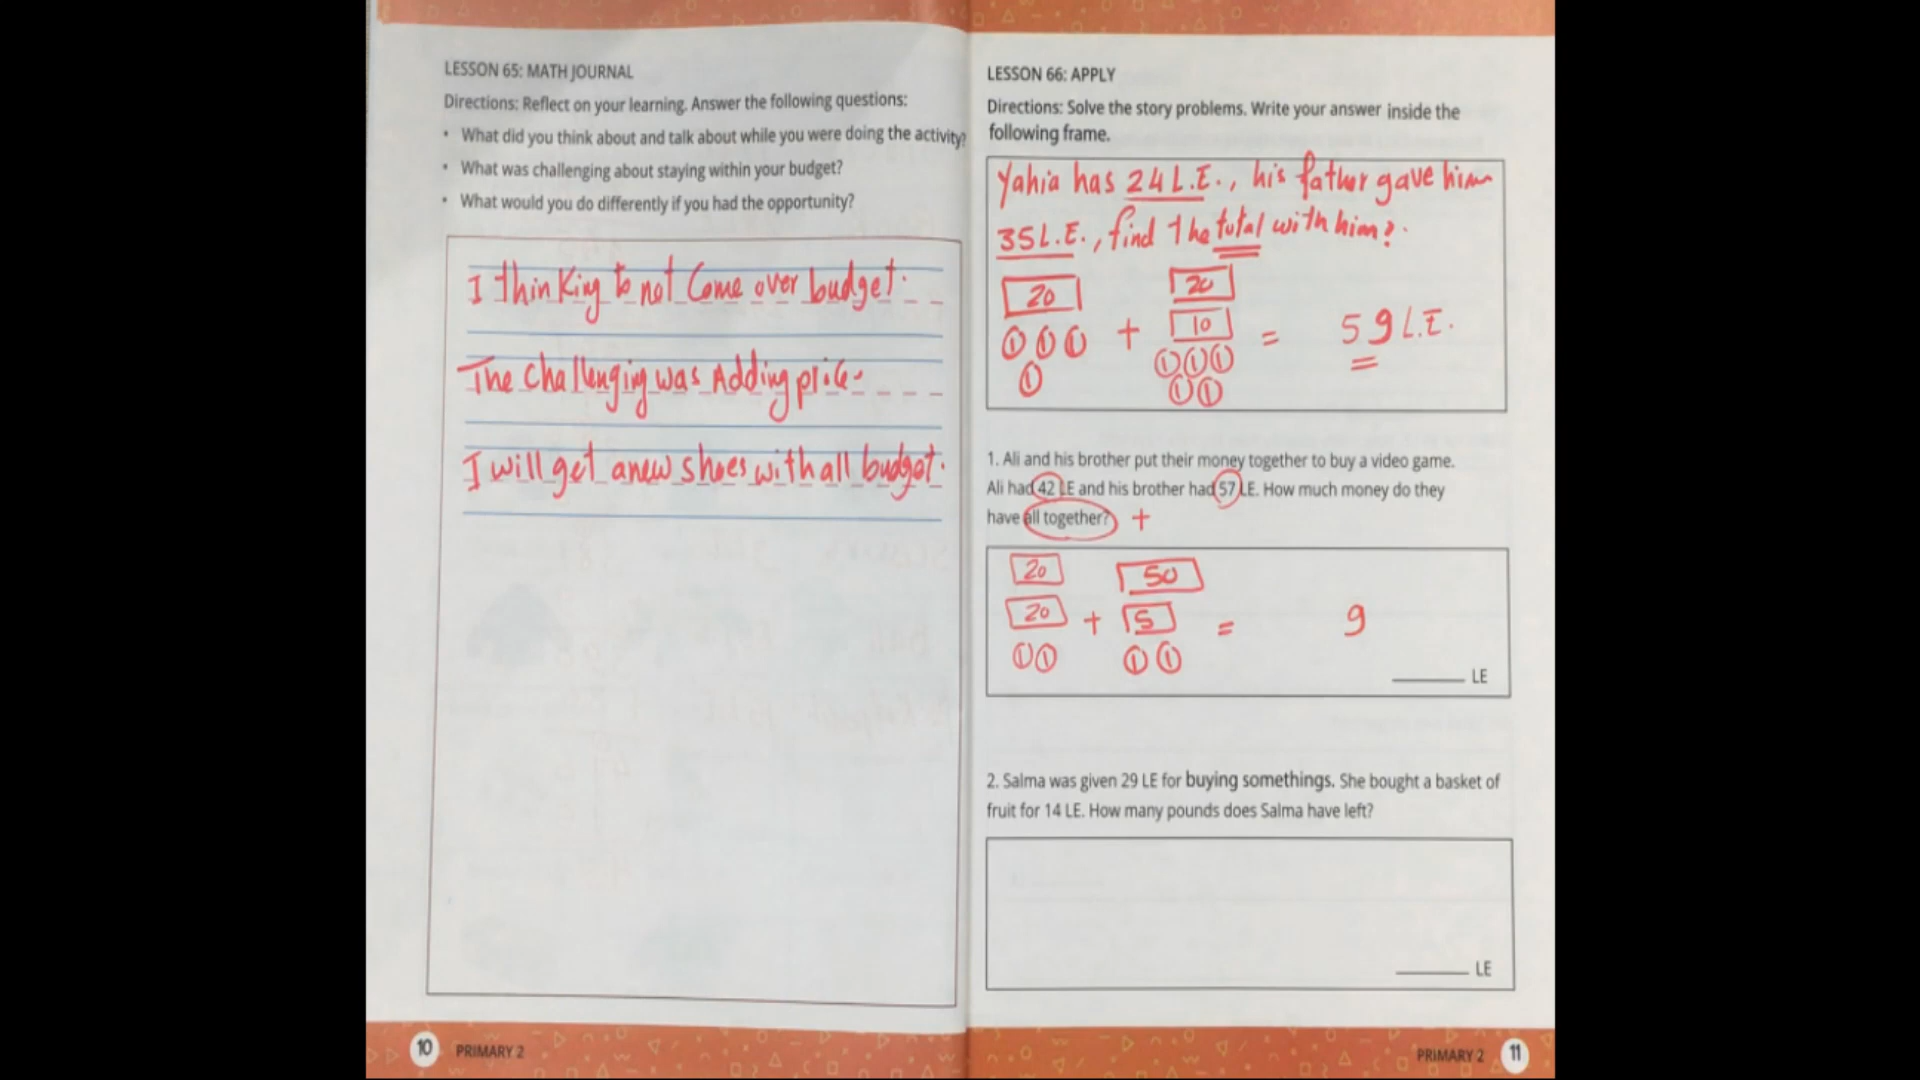 LESSON 65: MATH JOURNAL
Directions: Reflect on your learning. Answer the following questions:
• What did you think about and talk about while you were doing the activity?
• What was challenging about staying within your budget?
• What would you do differently if you had the opportunity?
I thinking to not Come over budget.
The challenging was Adding price
I will get a new shoes with all budget.
10 PRIMARY 2
LESSON 66: APPLY
Directions: Solve the story problems. Write your answer inside the
following frame.
Yahia has 24 L.E., his father gave him
35 L.E., find the total with him?.
20 20
1 1 1 + 10 = 59 L.E.
1 1 1 1
1 1
1. Ali and his brother put their money together to buy a video game.
Ali had 42 LE and his brother had 57 LE. How much money do they
have all together? +
20 50
20 + 5 = 9
1 1 1 1
____ LE
2. Salma was given 29 LE for buying somethings. She bought a basket of
fruit for 14 LE. How many pounds does Salma have left?
____ LE
PRIMARY 2 11